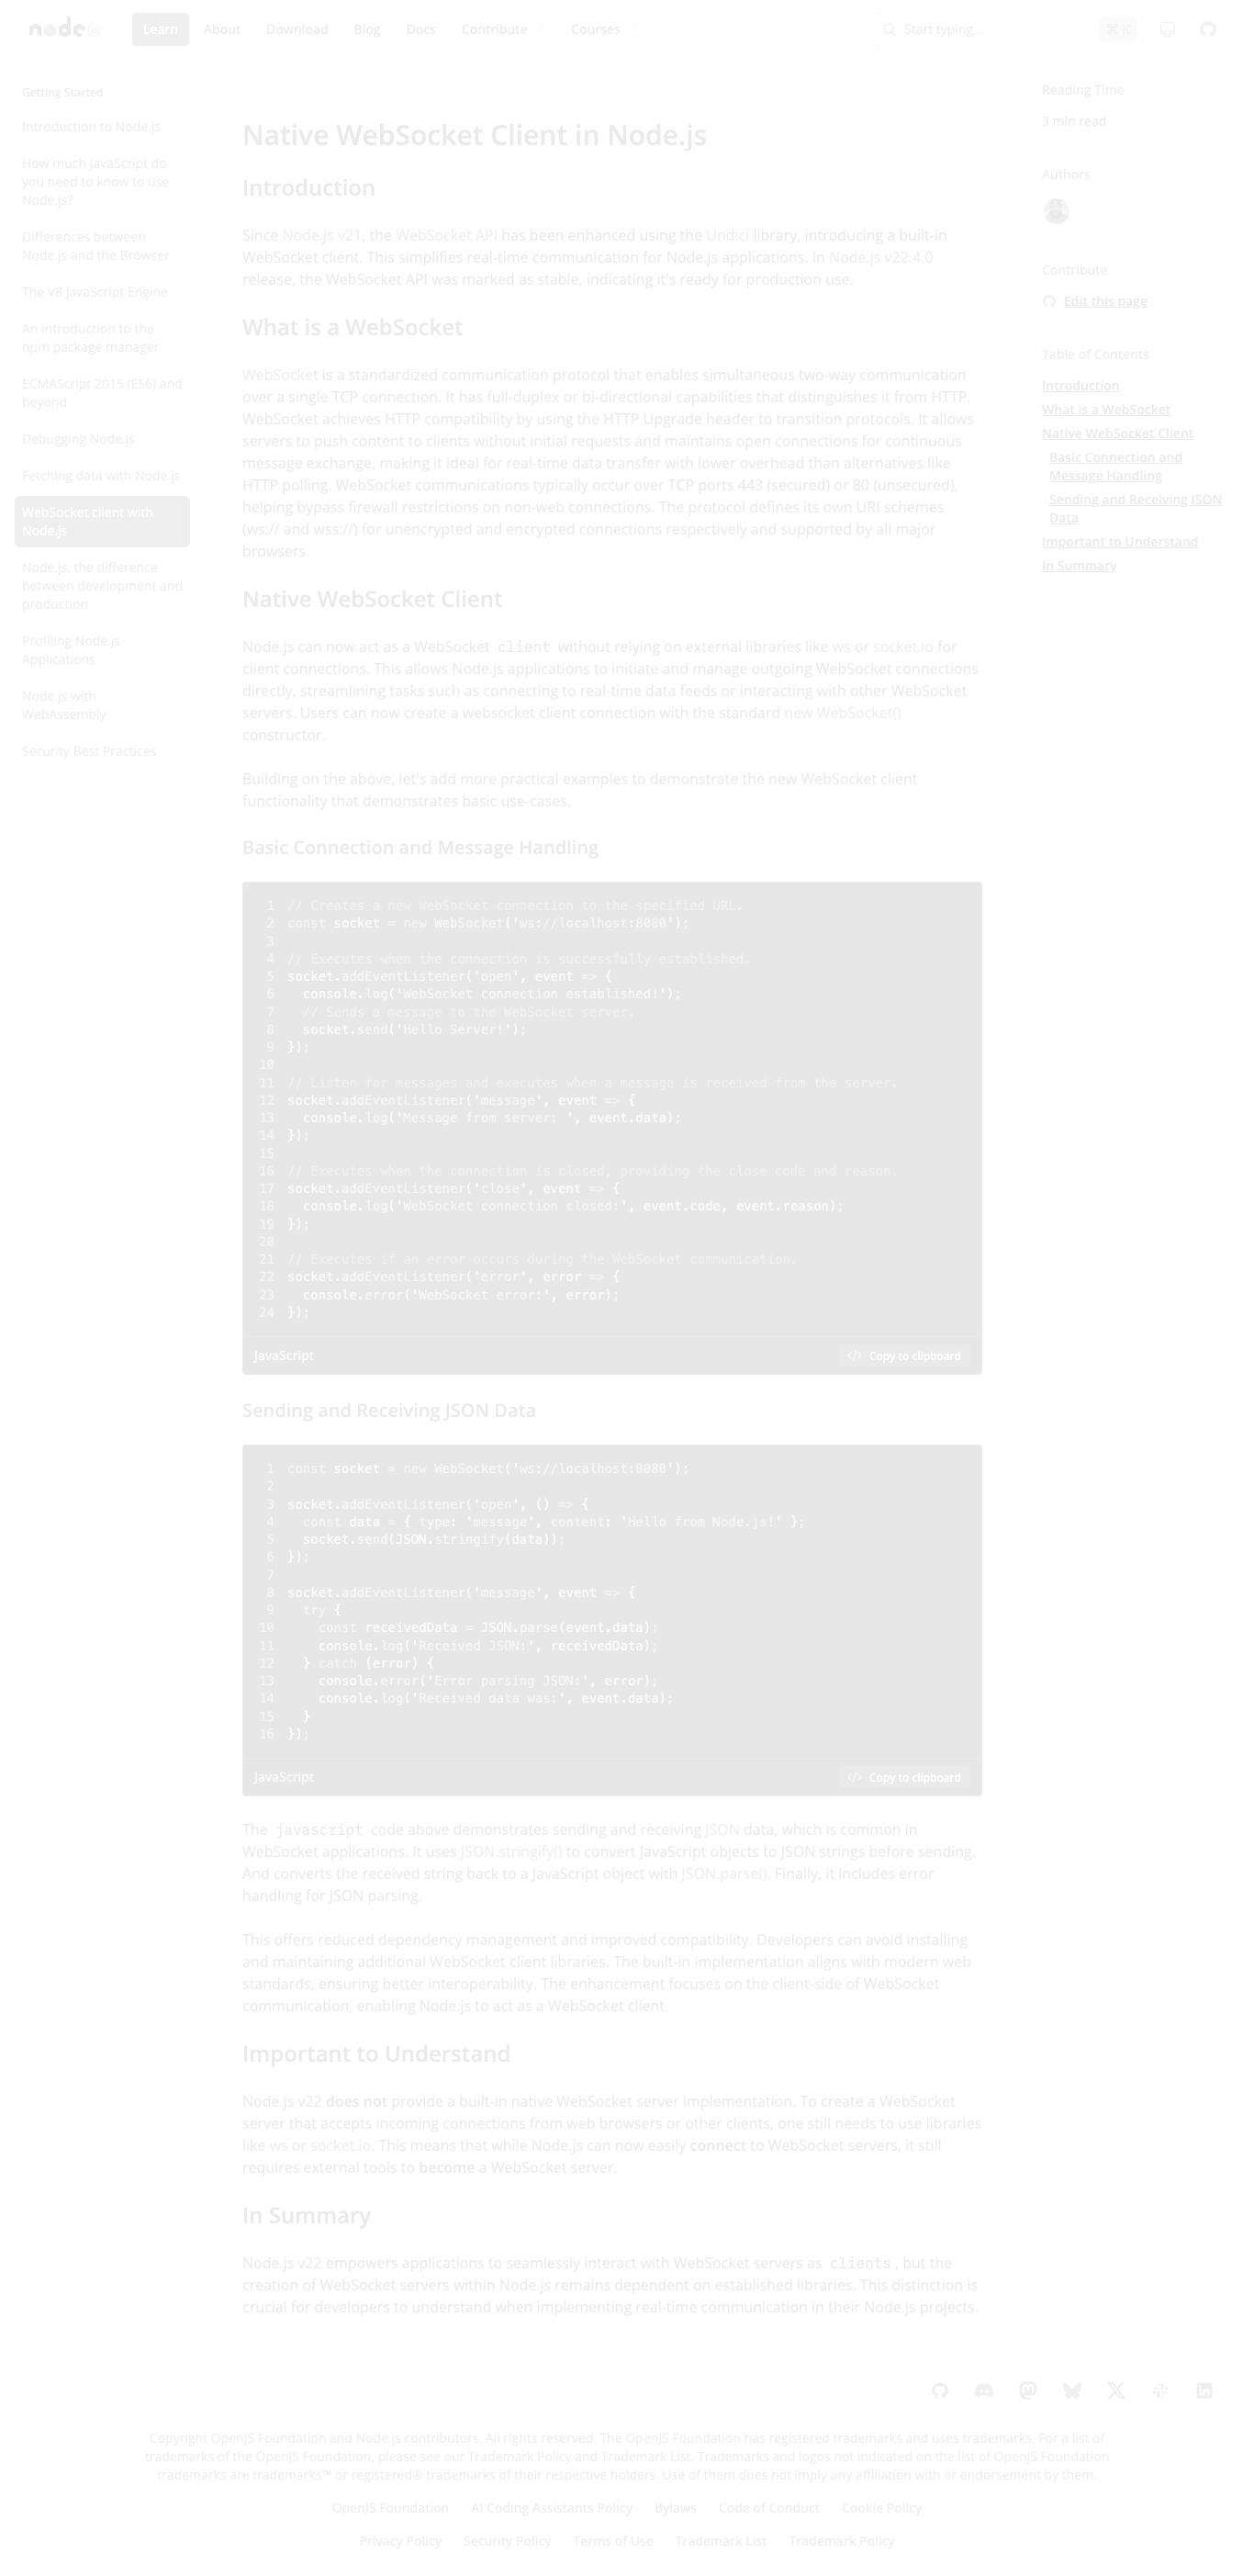 node
Learn
About
Download
Blog
Docs
Contribute
Courses
Start typing...
⌘ K
Getting Started
Introduction to Node.js
How much JavaScript do
you need to know to use
Node.js?
Differences between
Node.js and the Browser
The V8 JavaScript Engine
An introduction to the
npm package manager
ECMAScript 2015 (ES6) and
beyond
Debugging Node.js
Fetching data with Node.js
WebSocket client with
Node.js
Node.js, the difference
between development and
production
Profiling Node.js
Applications
Node.js with
WebAssembly
Security Best Practices
Native WebSocket Client in Node.js
Introduction
Since Node.js v21, the WebSocket API has been enhanced using the Undici library, introducing a built-in
WebSocket client. This simplifies real-time communication for Node.js applications. In Node.js v22.4.0
release, the WebSocket API was marked as stable, indicating it's ready for production use.
What is a WebSocket
WebSocket is a standardized communication protocol that enables simultaneous two-way communication
over a single TCP connection. It has full-duplex or bi-directional capabilities that distinguishes it from HTTP.
WebSocket achieves HTTP compatibility by using the HTTP Upgrade header to transition protocols. It allows
servers to push content to clients without initial requests and maintains open connections for continuous
message exchange, making it ideal for real-time data transfer with lower overhead than alternatives like
HTTP polling. WebSocket communications typically occur over TCP ports 443 (secured) or 80 (unsecured),
helping bypass firewall restrictions on non-web connections. The protocol defines its own URI schemes
(ws:// and wss://) for unencrypted and encrypted connections respectively and supported by all major
browsers.
Native WebSocket Client
Node.js can now act as a WebSocket client without relying on external libraries like ws or socket.io for
client connections. This allows Node.js applications to initiate and manage outgoing WebSocket connections
directly, streamlining tasks such as connecting to real-time data feeds or interacting with other WebSocket
servers. Users can now create a websocket client connection with the standard new WebSocket()
constructor.
Building on the above, let's add more practical examples to demonstrate the new WebSocket client
functionality that demonstrates basic use-cases.
Basic Connection and Message Handling
1 // Creates a new WebSocket connection to the specified URL.
2 const socket = new WebSocket('ws://localhost:8080');
3
4 // Executes when the connection is successfully established.
5 socket.addEventListener('open', event => {
6   console.log('WebSocket connection established!');
7   // Sends a message to the WebSocket server.
8   socket.send('Hello Server!');
9 });
10
11 // Listen for messages and executes when a message is received from the server.
12 socket.addEventListener('message', event => {
13   console.log('Message from server: ', event.data);
14 });
15
16 // Executes when the connection is closed, providing the close code and reason.
17 socket.addEventListener('close', event => {
18   console.log('WebSocket connection closed:', event.code, event.reason);
19 });
20
21 // Executes if an error occurs during the WebSocket communication.
22 socket.addEventListener('error', error => {
23   console.error('WebSocket error:', error);
24 });
JavaScript
Copy to clipboard
Sending and Receiving JSON Data
1 const socket = new WebSocket('ws://localhost:8080');
2
3 socket.addEventListener('open', () => {
4   const data = { type: 'message', content: 'Hello from Node.js!' };
5   socket.send(JSON.stringify(data));
6 });
7
8 socket.addEventListener('message', event => {
9   try {
10     const receivedData = JSON.parse(event.data);
11     console.log('Received JSON:', receivedData);
12   } catch (error) {
13     console.error('Error parsing JSON:', error);
14     console.log('Received data was:', event.data);
15   }
16 });
JavaScript
Copy to clipboard
The javascript code above demonstrates sending and receiving JSON data, which is common in
WebSocket applications. It uses JSON.stringify() to convert JavaScript objects to JSON strings before sending.
And converts the received string back to a JavaScript object with JSON.parse(). Finally, it includes error
handling for JSON parsing.
This offers reduced dependency management and improved compatibility. Developers can avoid installing
and maintaining additional WebSocket client libraries. The built-in implementation aligns with modern web
standards, ensuring better interoperability. The enhancement focuses on the client-side of WebSocket
communication, enabling Node.js to act as a WebSocket client.
Important to Understand
Node.js v22 does not provide a built-in native WebSocket server implementation. To create a WebSocket
server that accepts incoming connections from web browsers or other clients, one still needs to use libraries
like ws or socket.io. This means that while Node.js can now easily connect to WebSocket servers, it still
requires external tools to become a WebSocket server.
In Summary
Node.js v22 empowers applications to seamlessly interact with WebSocket servers as clients, but the
creation of WebSocket servers within Node.js remains dependent on established libraries. This distinction is
crucial for developers to understand when implementing real-time communication in their Node.js projects.
Reading Time
3 min read
Authors
Contribute
Edit this page
Table of Contents
Introduction
What is a WebSocket
Native WebSocket Client
Basic Connection and
Message Handling
Sending and Receiving JSON
Data
Important to Understand
In Summary
Copyright OpenJS Foundation and Node.js contributors. All rights reserved. The OpenJS Foundation has registered trademarks and uses trademarks. For a list of
trademarks of the OpenJS Foundation, please see our Trademark Policy and Trademark List. Trademarks and logos not indicated on the list of OpenJS Foundation
trademarks are trademarks™ or registered® trademarks of their respective holders. Use of them does not imply any affiliation with or endorsement by them.
OpenJS Foundation
AI Coding Assistants Policy
Bylaws
Code of Conduct
Cookie Policy
Privacy Policy
Security Policy
Terms of Use
Trademark List
Trademark Policy